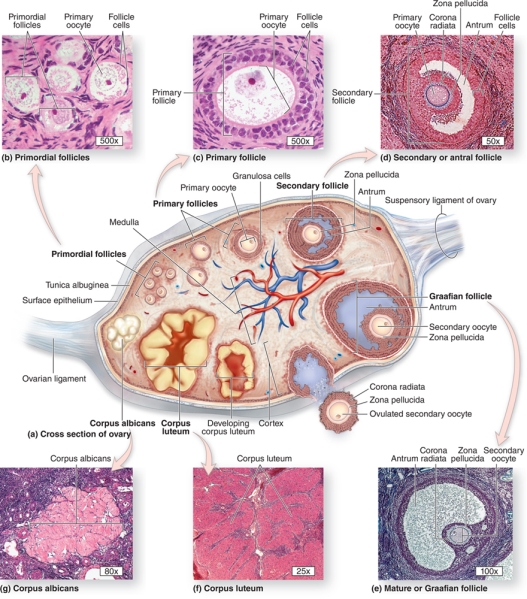 Primordial
follicles
Primary
oocyte
Follicle
cells
500x
(b) Primordial follicles
Primary
oocyte
Follicle
cells
Primary
follicle
500x
(c) Primary follicle
Zona pellucida
Primary
oocyte
Corona
radiata
Antrum
Follicle
cells
Secondary
follicle
50x
(d) Secondary or antral follicle
Granulosa cells
Zona pellucida
Primary oocyte
Secondary follicle
Antrum
Primary follicles
Suspensory ligament of ovary
Medulla
Primordial follicles
Tunica albuginea
Surface epithelium
Graafian follicle
Antrum
Secondary oocyte
Zona pellucida
Ovarian ligament
Corona radiata
Zona pellucida
Ovulated secondary oocyte
Corpus albicans
Corpus
luteum
Developing
corpus luteum
Cortex
(a) Cross section of ovary
Corpus albicans
80x
(g) Corpus albicans
Corpus luteum
25x
(f) Corpus luteum
Antrum
Corona
radiata
Zona
pellucida
Secondary
oocyte
100x
(e) Mature or Graafian follicle